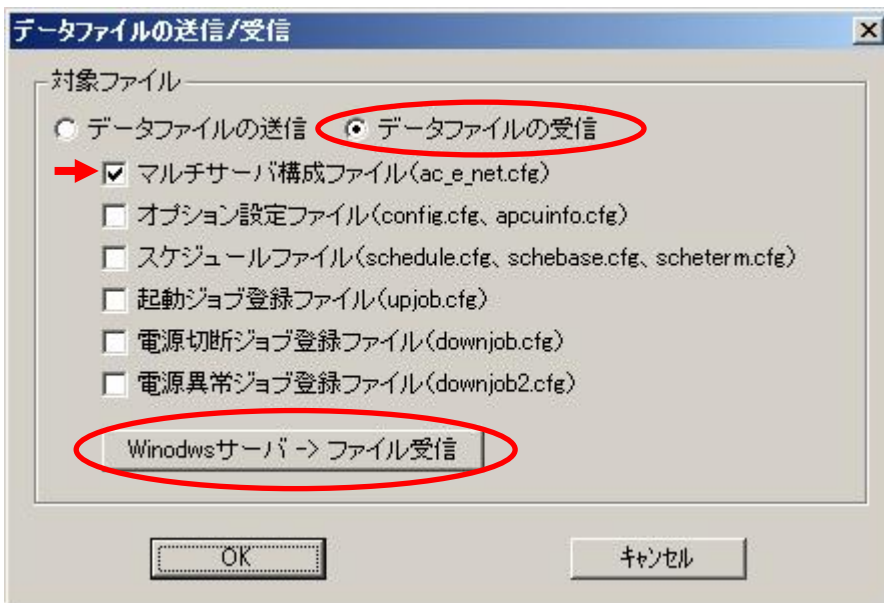 データファイルの送信/受信
対象ファイル
データファイルの送信 データファイルの受信
マルチサーバ構成ファイル(ac_e_net.cfg)
オプション設定ファイル(config.cfg、apcuinfo.cfg)
スケジュールファイル(schedule.cfg、schebase.cfg、scheterm.cfg)
起動ジョブ登録ファイル(upjob.cfg)
電源切断ジョブ登録ファイル(downjob.cfg)
電源異常ジョブ登録ファイル(downjob2.cfg)
Winodwsサーバ -> ファイル受信
OK キャンセル